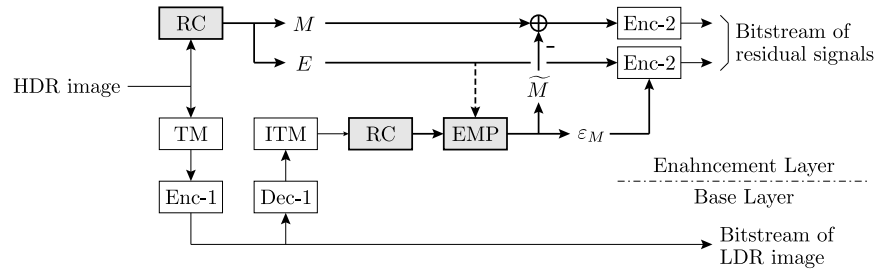 RC
M
Enc-2
Bitstream of
residual signals
-
E
Enc-2
HDR image
M̃
TM
ITM
RC
EMP
ε_M
Enahncement Layer
Enc-1
Dec-1
Base Layer
Bitstream of
LDR image